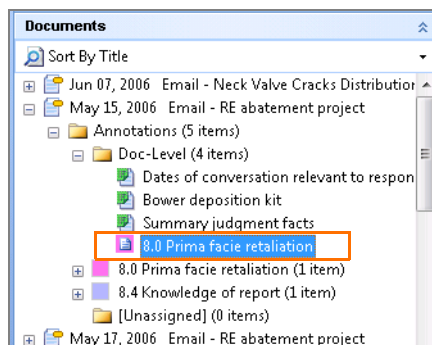 Documents
Sort By Title
Jun 07, 2006 Email - Neck Valve Cracks Distribution
May 15, 2006 Email - RE abatement project
Annotations (5 items)
Doc-Level (4 items)
Dates of conversation relevant to respon
Bower deposition kit
Summary judgment facts
8.0 Prima facie retaliation
8.0 Prima facie retaliation (1 item)
8.4 Knowledge of report (1 item)
[Unassigned] (0 items)
May 17, 2006 Email - RE abatement project